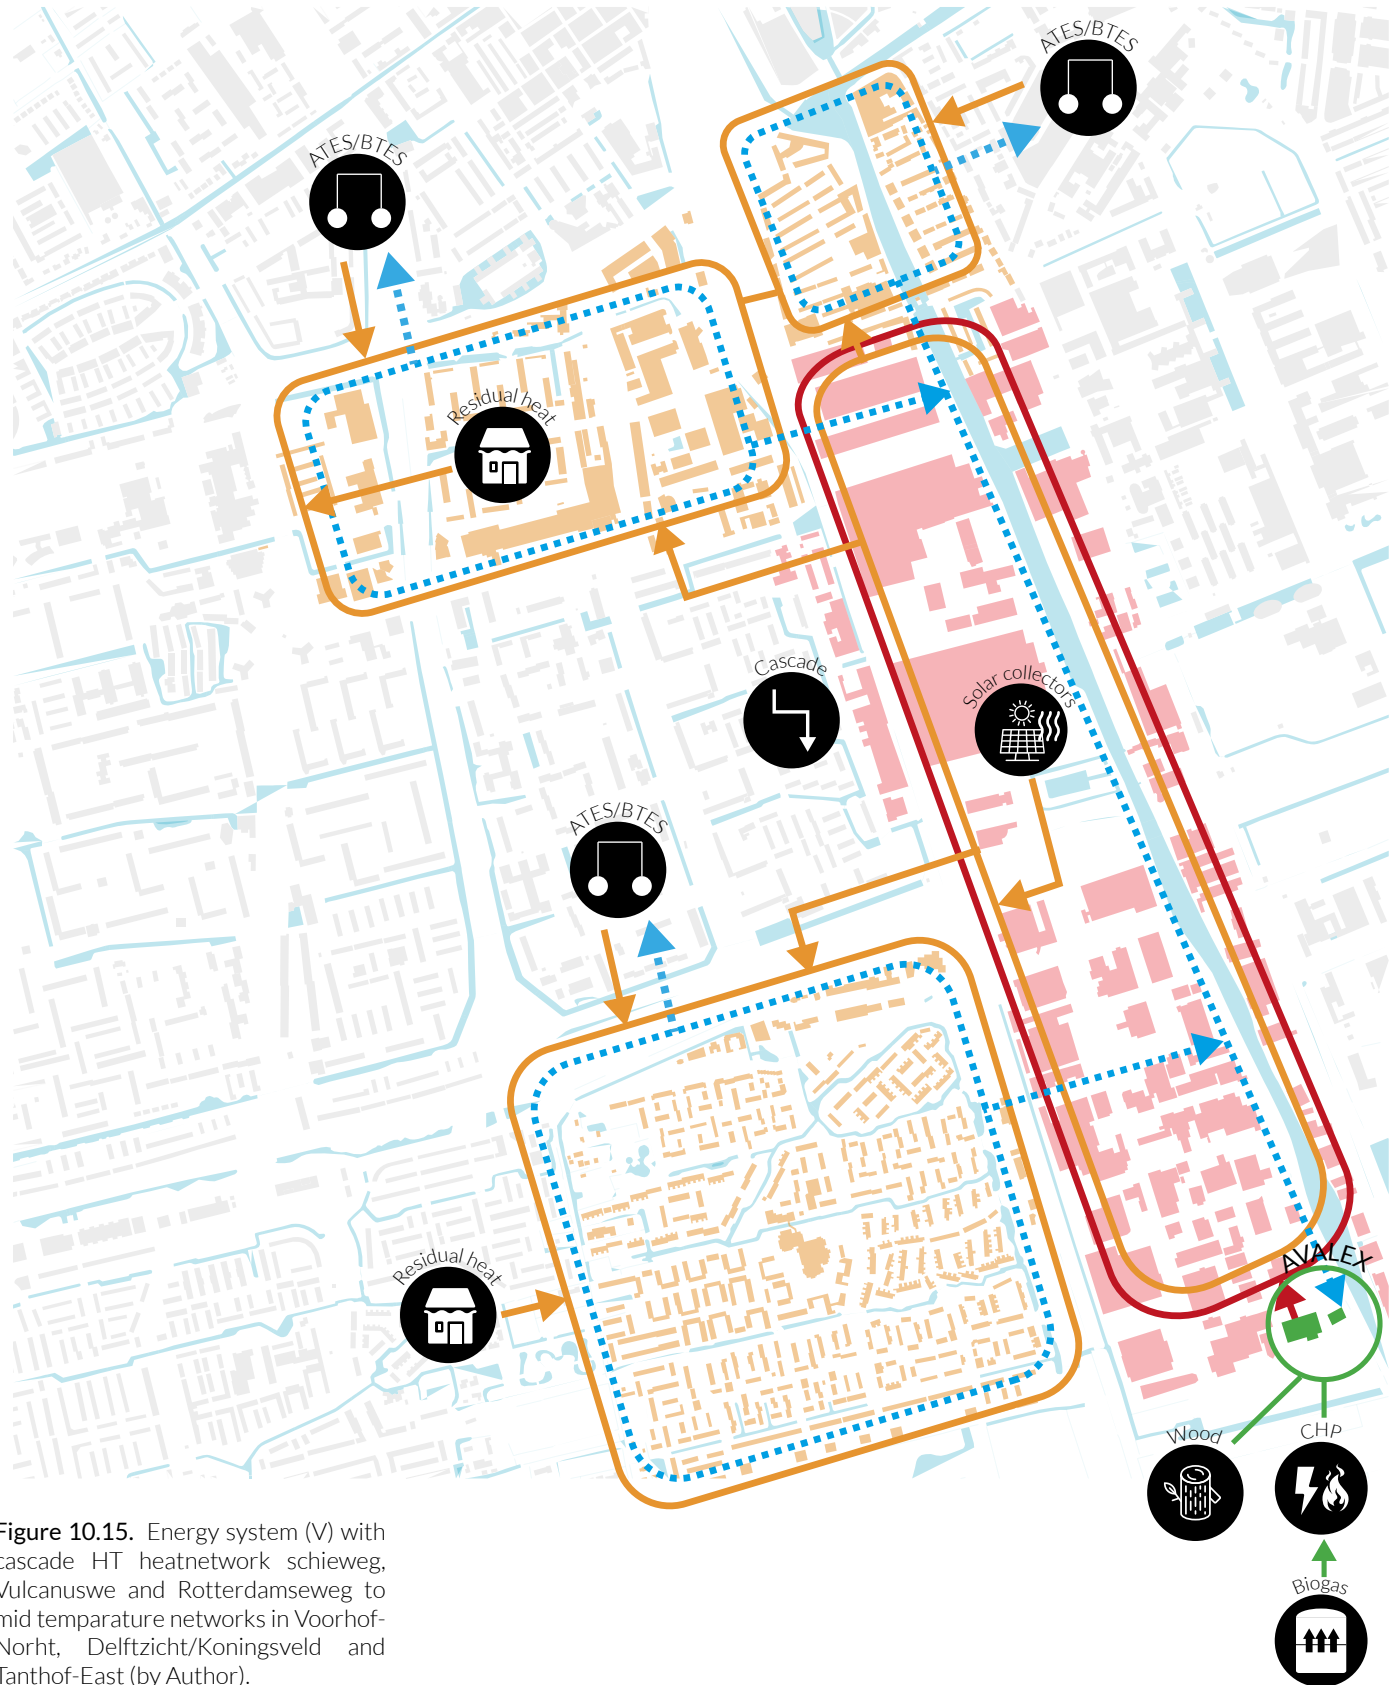 ATES/BTES
ATES/BTES
Residual heat
Cascade
Solar collectors
ATES/BTES
Residual heat
AVALEX
Wood
CHP
Biogas
Figure 10.15. Energy system (V) with
cascade HT heatnetwork schieweg,
Vulcanuswe and Rotterdamseweg to
mid temparature networks in Voorhof-
Norht, Delftzicht/Koningsveld and
Tanthof-East (by Author).